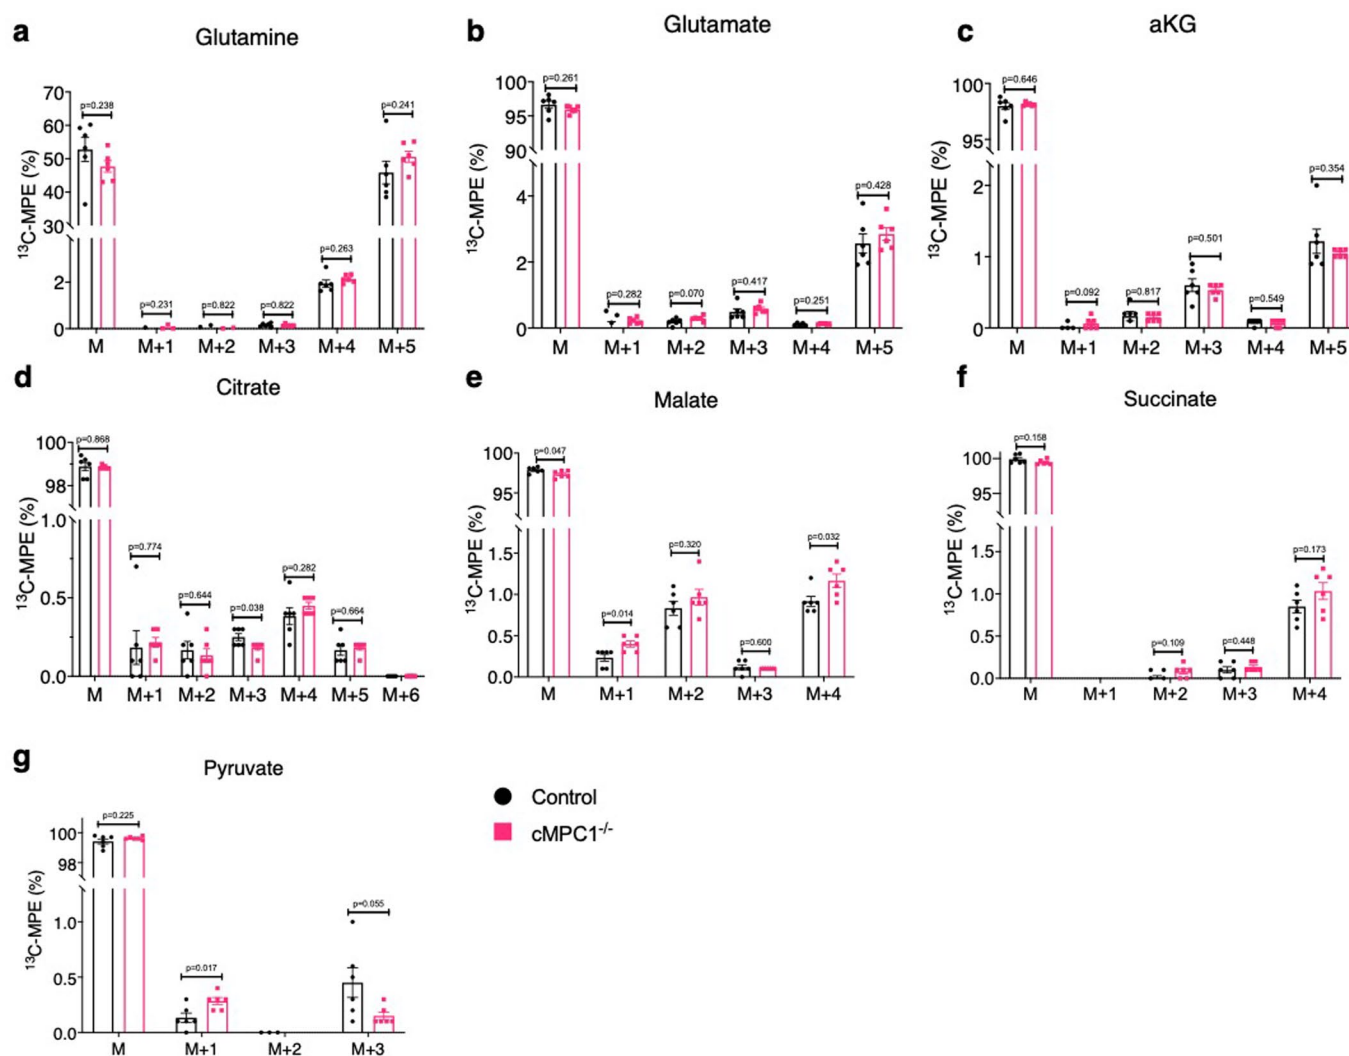 a
Glutamine
13C-MPE (%)
70
60
50
40
30
2
0
p=0.238
p=0.231
p=0.822
p=0.822
p=0.263
p=0.241
M M+1 M+2 M+3 M+4 M+5
b
Glutamate
13C-MPE (%)
100
95
90
4
2
0
p=0.261
p=0.282
p=0.070
p=0.417
p=0.251
p=0.428
M M+1 M+2 M+3 M+4 M+5
c
aKG
13C-MPE (%)
100
95
2
1
0
p=0.646
p=0.092
p=0.817
p=0.501
p=0.549
p=0.354
M M+1 M+2 M+3 M+4 M+5
d
Citrate
13C-MPE (%)
100
98
1.0
0.5
0.0
p=0.868
p=0.774
p=0.644
p=0.038
p=0.282
p=0.664
M M+1 M+2 M+3 M+4 M+5 M+6
e
Malate
13C-MPE (%)
100
95
1.5
1.0
0.5
0.0
p=0.047
p=0.014
p=0.320
p=0.600
p=0.032
M M+1 M+2 M+3 M+4
f
Succinate
13C-MPE (%)
100
95
1.5
1.0
0.5
0.0
p=0.158
p=0.109
p=0.448
p=0.173
M M+1 M+2 M+3 M+4
g
Pyruvate
13C-MPE (%)
100
98
1.0
0.5
0.0
p=0.225
p=0.017
p=0.055
M M+1 M+2 M+3
Control
cMPC1-/-